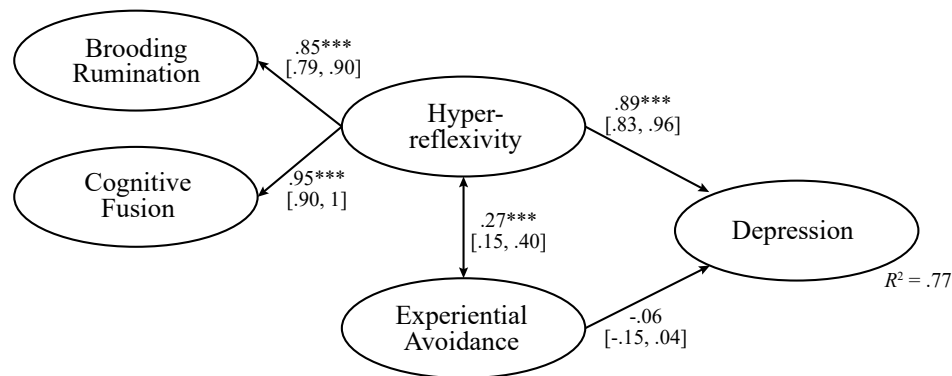 Brooding
Rumination
.85***
[.79, .90]
Hyper-
reflexivity
.89***
[.83, .96]
Cognitive
Fusion
.95***
[.90, 1]
.27***
[.15, .40]
Depression
R² = .77
Experiential
Avoidance
-.06
[-.15, .04]